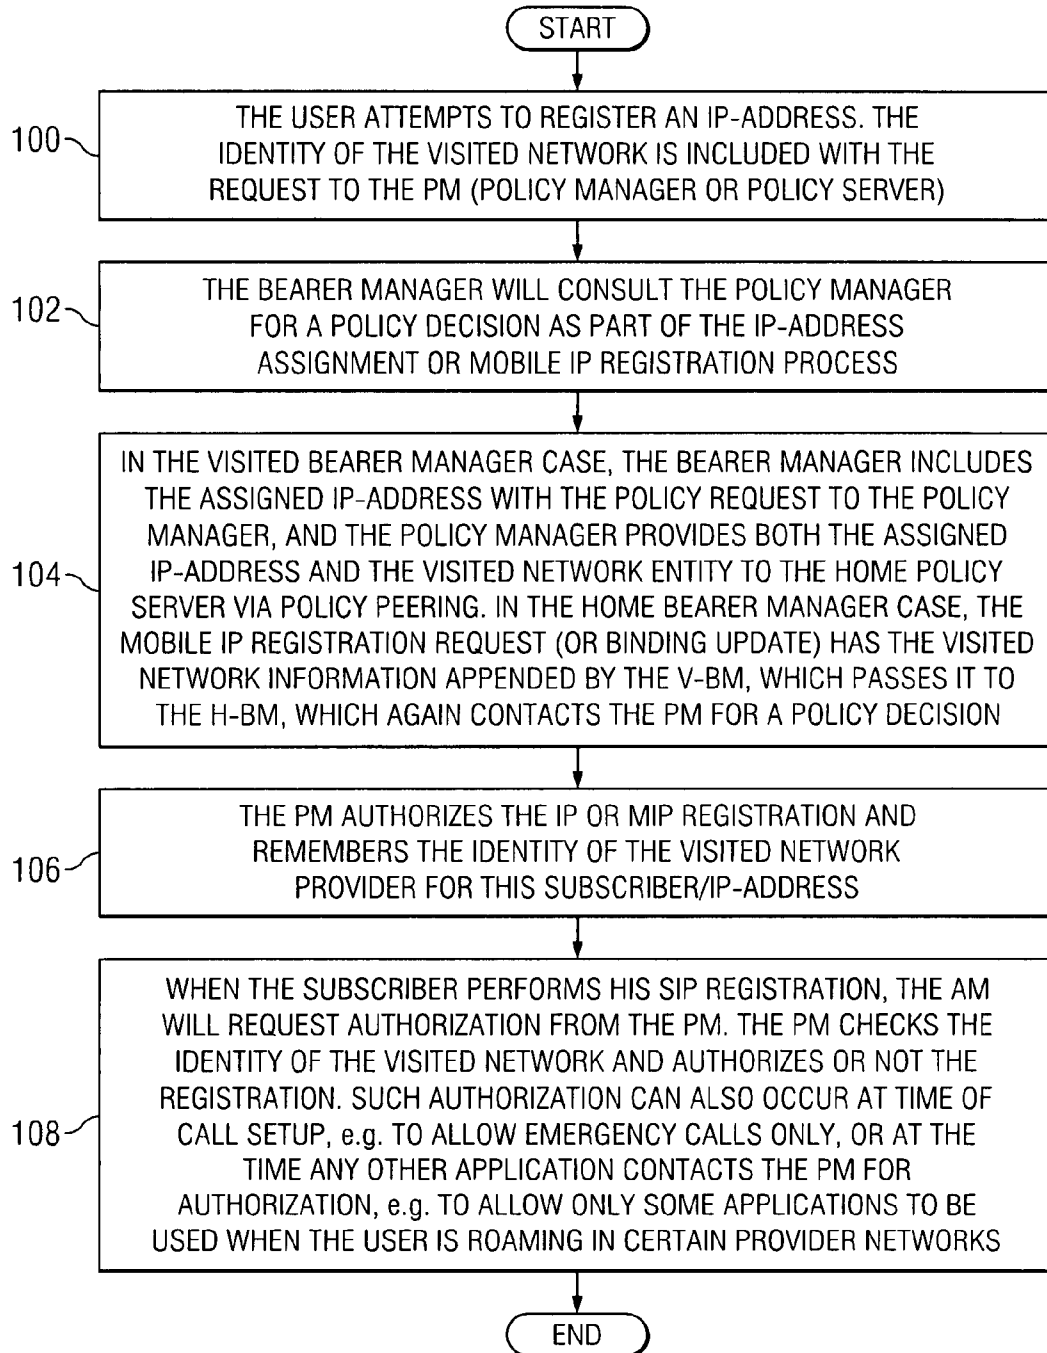 START
100
THE USER ATTEMPTS TO REGISTER AN IP-ADDRESS. THE
IDENTITY OF THE VISITED NETWORK IS INCLUDED WITH THE
REQUEST TO THE PM (POLICY MANAGER OR POLICY SERVER)
102
THE BEARER MANAGER WILL CONSULT THE POLICY MANAGER
FOR A POLICY DECISION AS PART OF THE IP-ADDRESS
ASSIGNMENT OR MOBILE IP REGISTRATION PROCESS
104
IN THE VISITED BEARER MANAGER CASE, THE BEARER MANAGER INCLUDES
THE ASSIGNED IP-ADDRESS WITH THE POLICY REQUEST TO THE POLICY
MANAGER, AND THE POLICY MANAGER PROVIDES BOTH THE ASSIGNED
IP-ADDRESS AND THE VISITED NETWORK ENTITY TO THE HOME POLICY
SERVER VIA POLICY PEERING. IN THE HOME BEARER MANAGER CASE, THE
MOBILE IP REGISTRATION REQUEST (OR BINDING UPDATE) HAS THE VISITED
NETWORK INFORMATION APPENDED BY THE V-BM, WHICH PASSES IT TO
THE H-BM, WHICH AGAIN CONTACTS THE PM FOR A POLICY DECISION
106
THE PM AUTHORIZES THE IP OR MIP REGISTRATION AND
REMEMBERS THE IDENTITY OF THE VISITED NETWORK
PROVIDER FOR THIS SUBSCRIBER/IP-ADDRESS
108
WHEN THE SUBSCRIBER PERFORMS HIS SIP REGISTRATION, THE AM
WILL REQUEST AUTHORIZATION FROM THE PM. THE PM CHECKS THE
IDENTITY OF THE VISITED NETWORK AND AUTHORIZES OR NOT THE
REGISTRATION. SUCH AUTHORIZATION CAN ALSO OCCUR AT TIME OF
CALL SETUP, e.g. TO ALLOW EMERGENCY CALLS ONLY, OR AT THE
TIME ANY OTHER APPLICATION CONTACTS THE PM FOR
AUTHORIZATION, e.g. TO ALLOW ONLY SOME APPLICATIONS TO BE
USED WHEN THE USER IS ROAMING IN CERTAIN PROVIDER NETWORKS
END